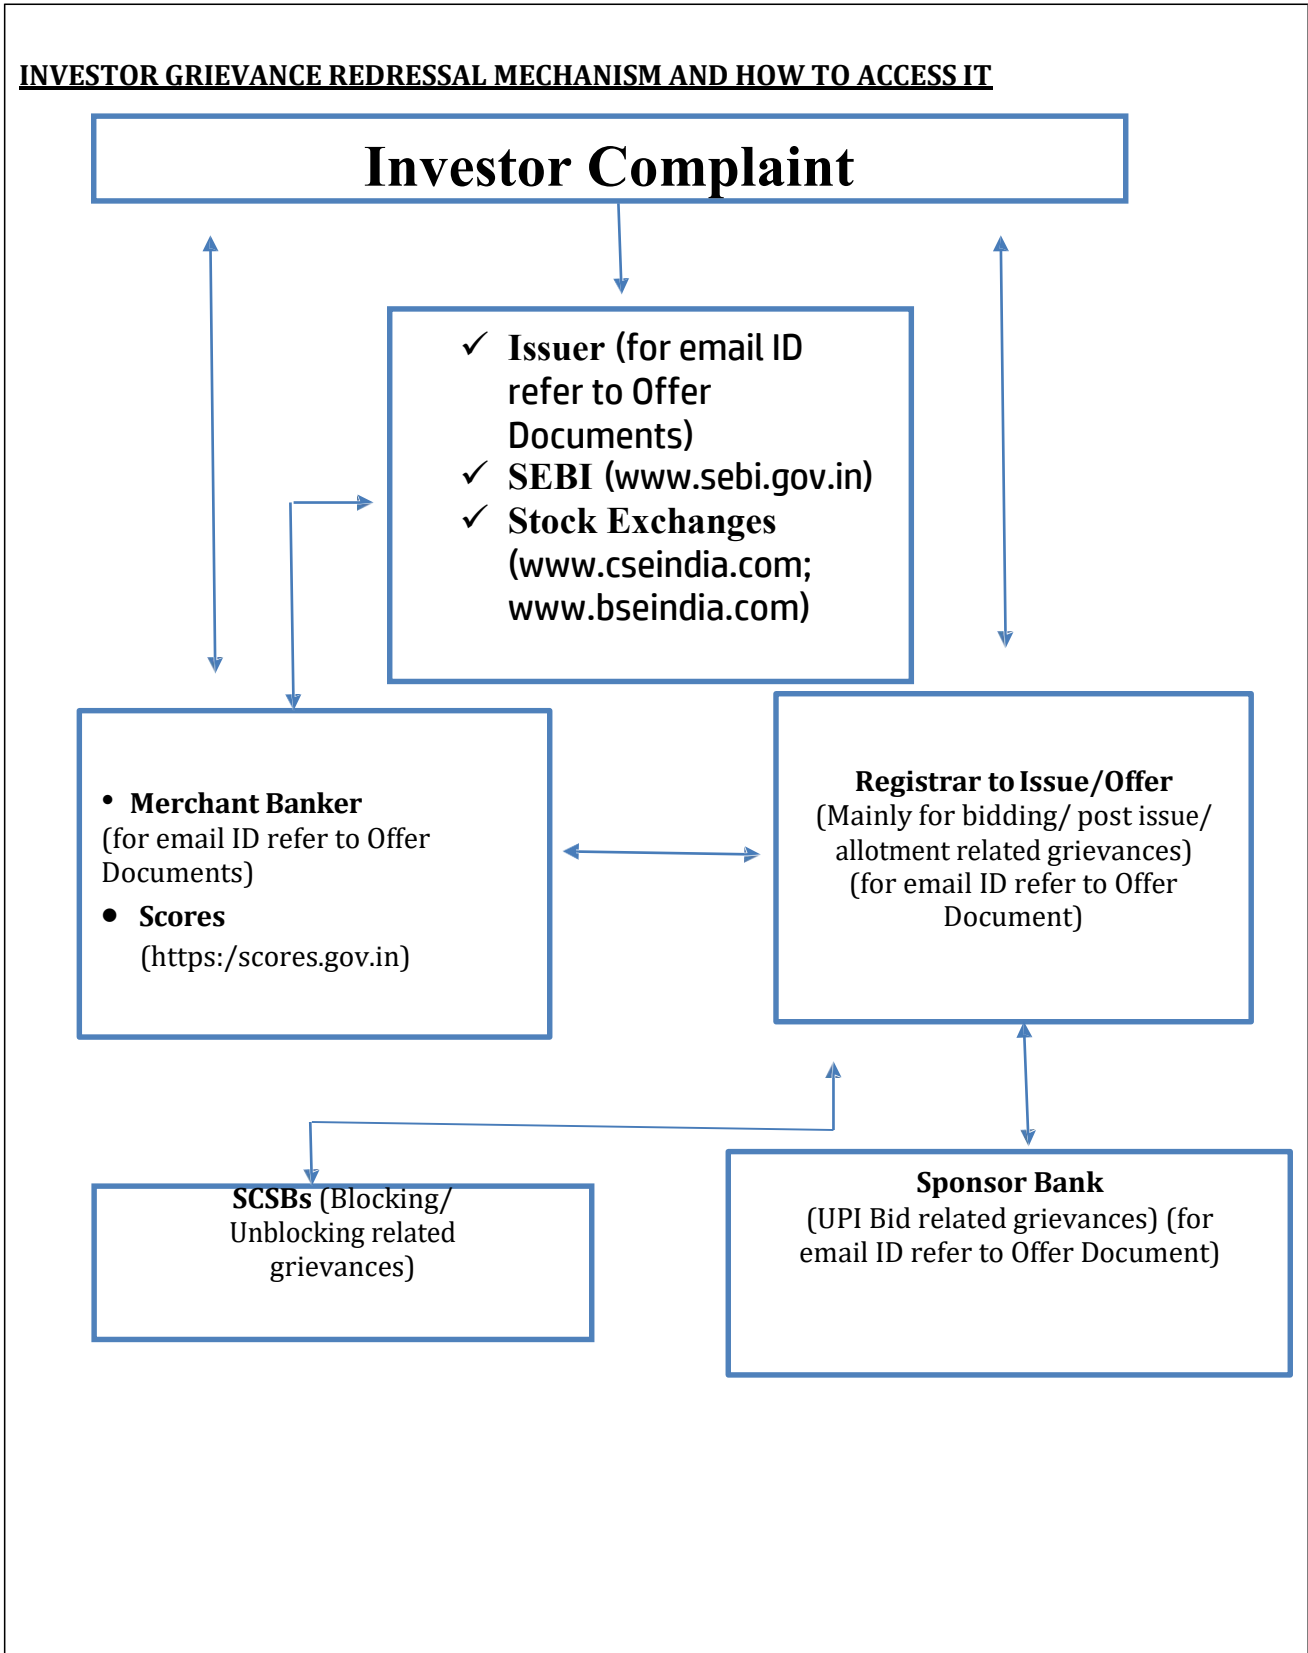 INVESTOR GRIEVANCE REDRESSAL MECHANISM AND HOW TO ACCESS IT
Investor Complaint
✓ Issuer (for email ID
refer to Offer
Documents)
✓ SEBI (www.sebi.gov.in)
✓ Stock Exchanges
(www.cseindia.com;
www.bseindia.com)
• Merchant Banker
(for email ID refer to Offer
Documents)
• Scores
(https:/scores.gov.in)
Registrar to Issue/Offer
(Mainly for bidding/ post issue/
allotment related grievances)
(for email ID refer to Offer
Document)
SCSBs (Blocking/
Unblocking related
grievances)
Sponsor Bank
(UPI Bid related grievances) (for
email ID refer to Offer Document)